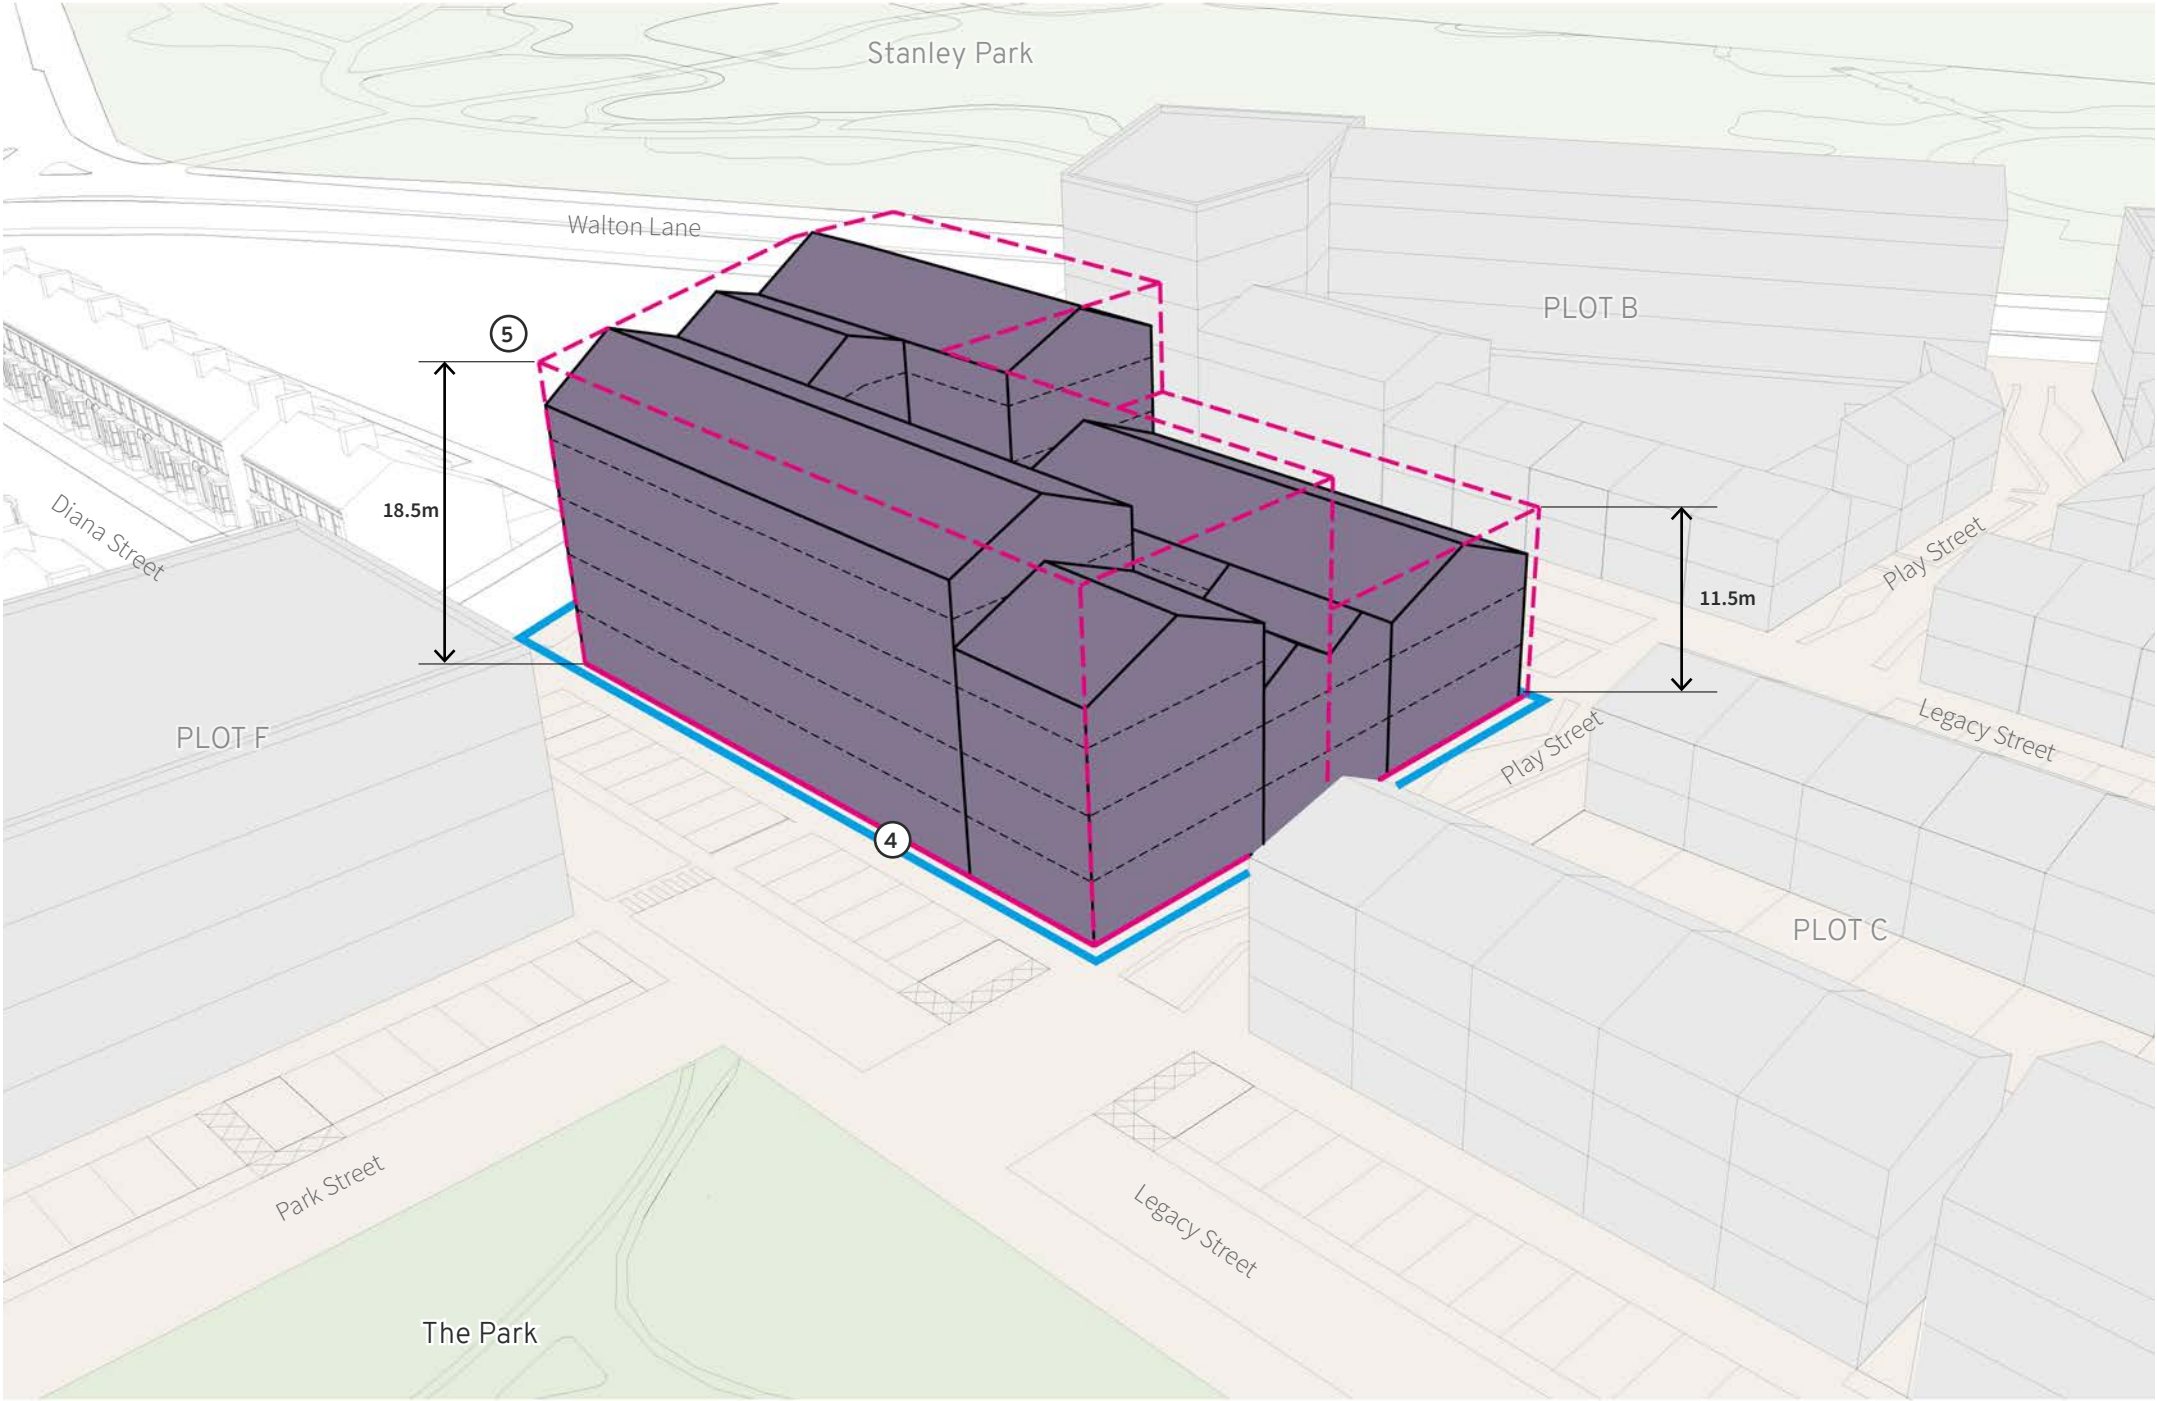 Stanley Park
Walton Lane
PLOT B
5
18.5m
Diana Street
Play Street
11.5m
PLOT F
Play Street
Legacy Street
4
PLOT C
Park Street
Legacy Street
The Park